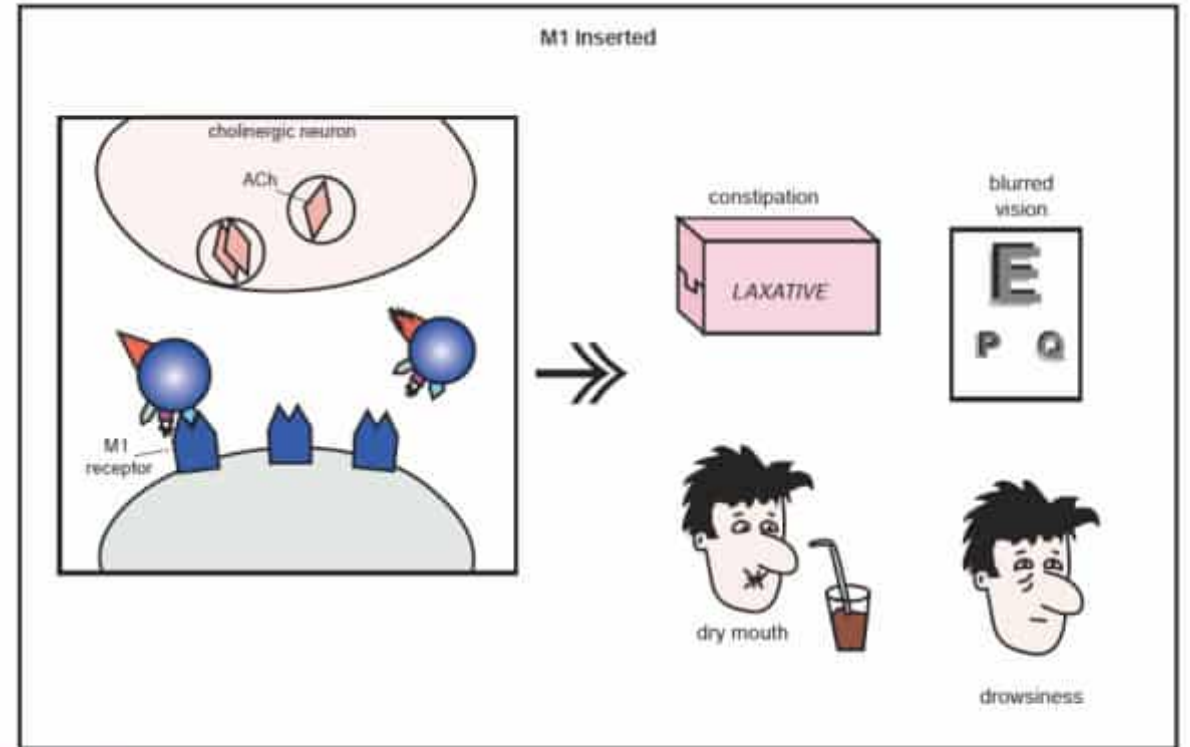 M1 Inserted
cholinergic neuron
ACh
M1
receptor
constipation
LAXATIVE
blurred
vision
E
P Q
dry mouth
drowsiness